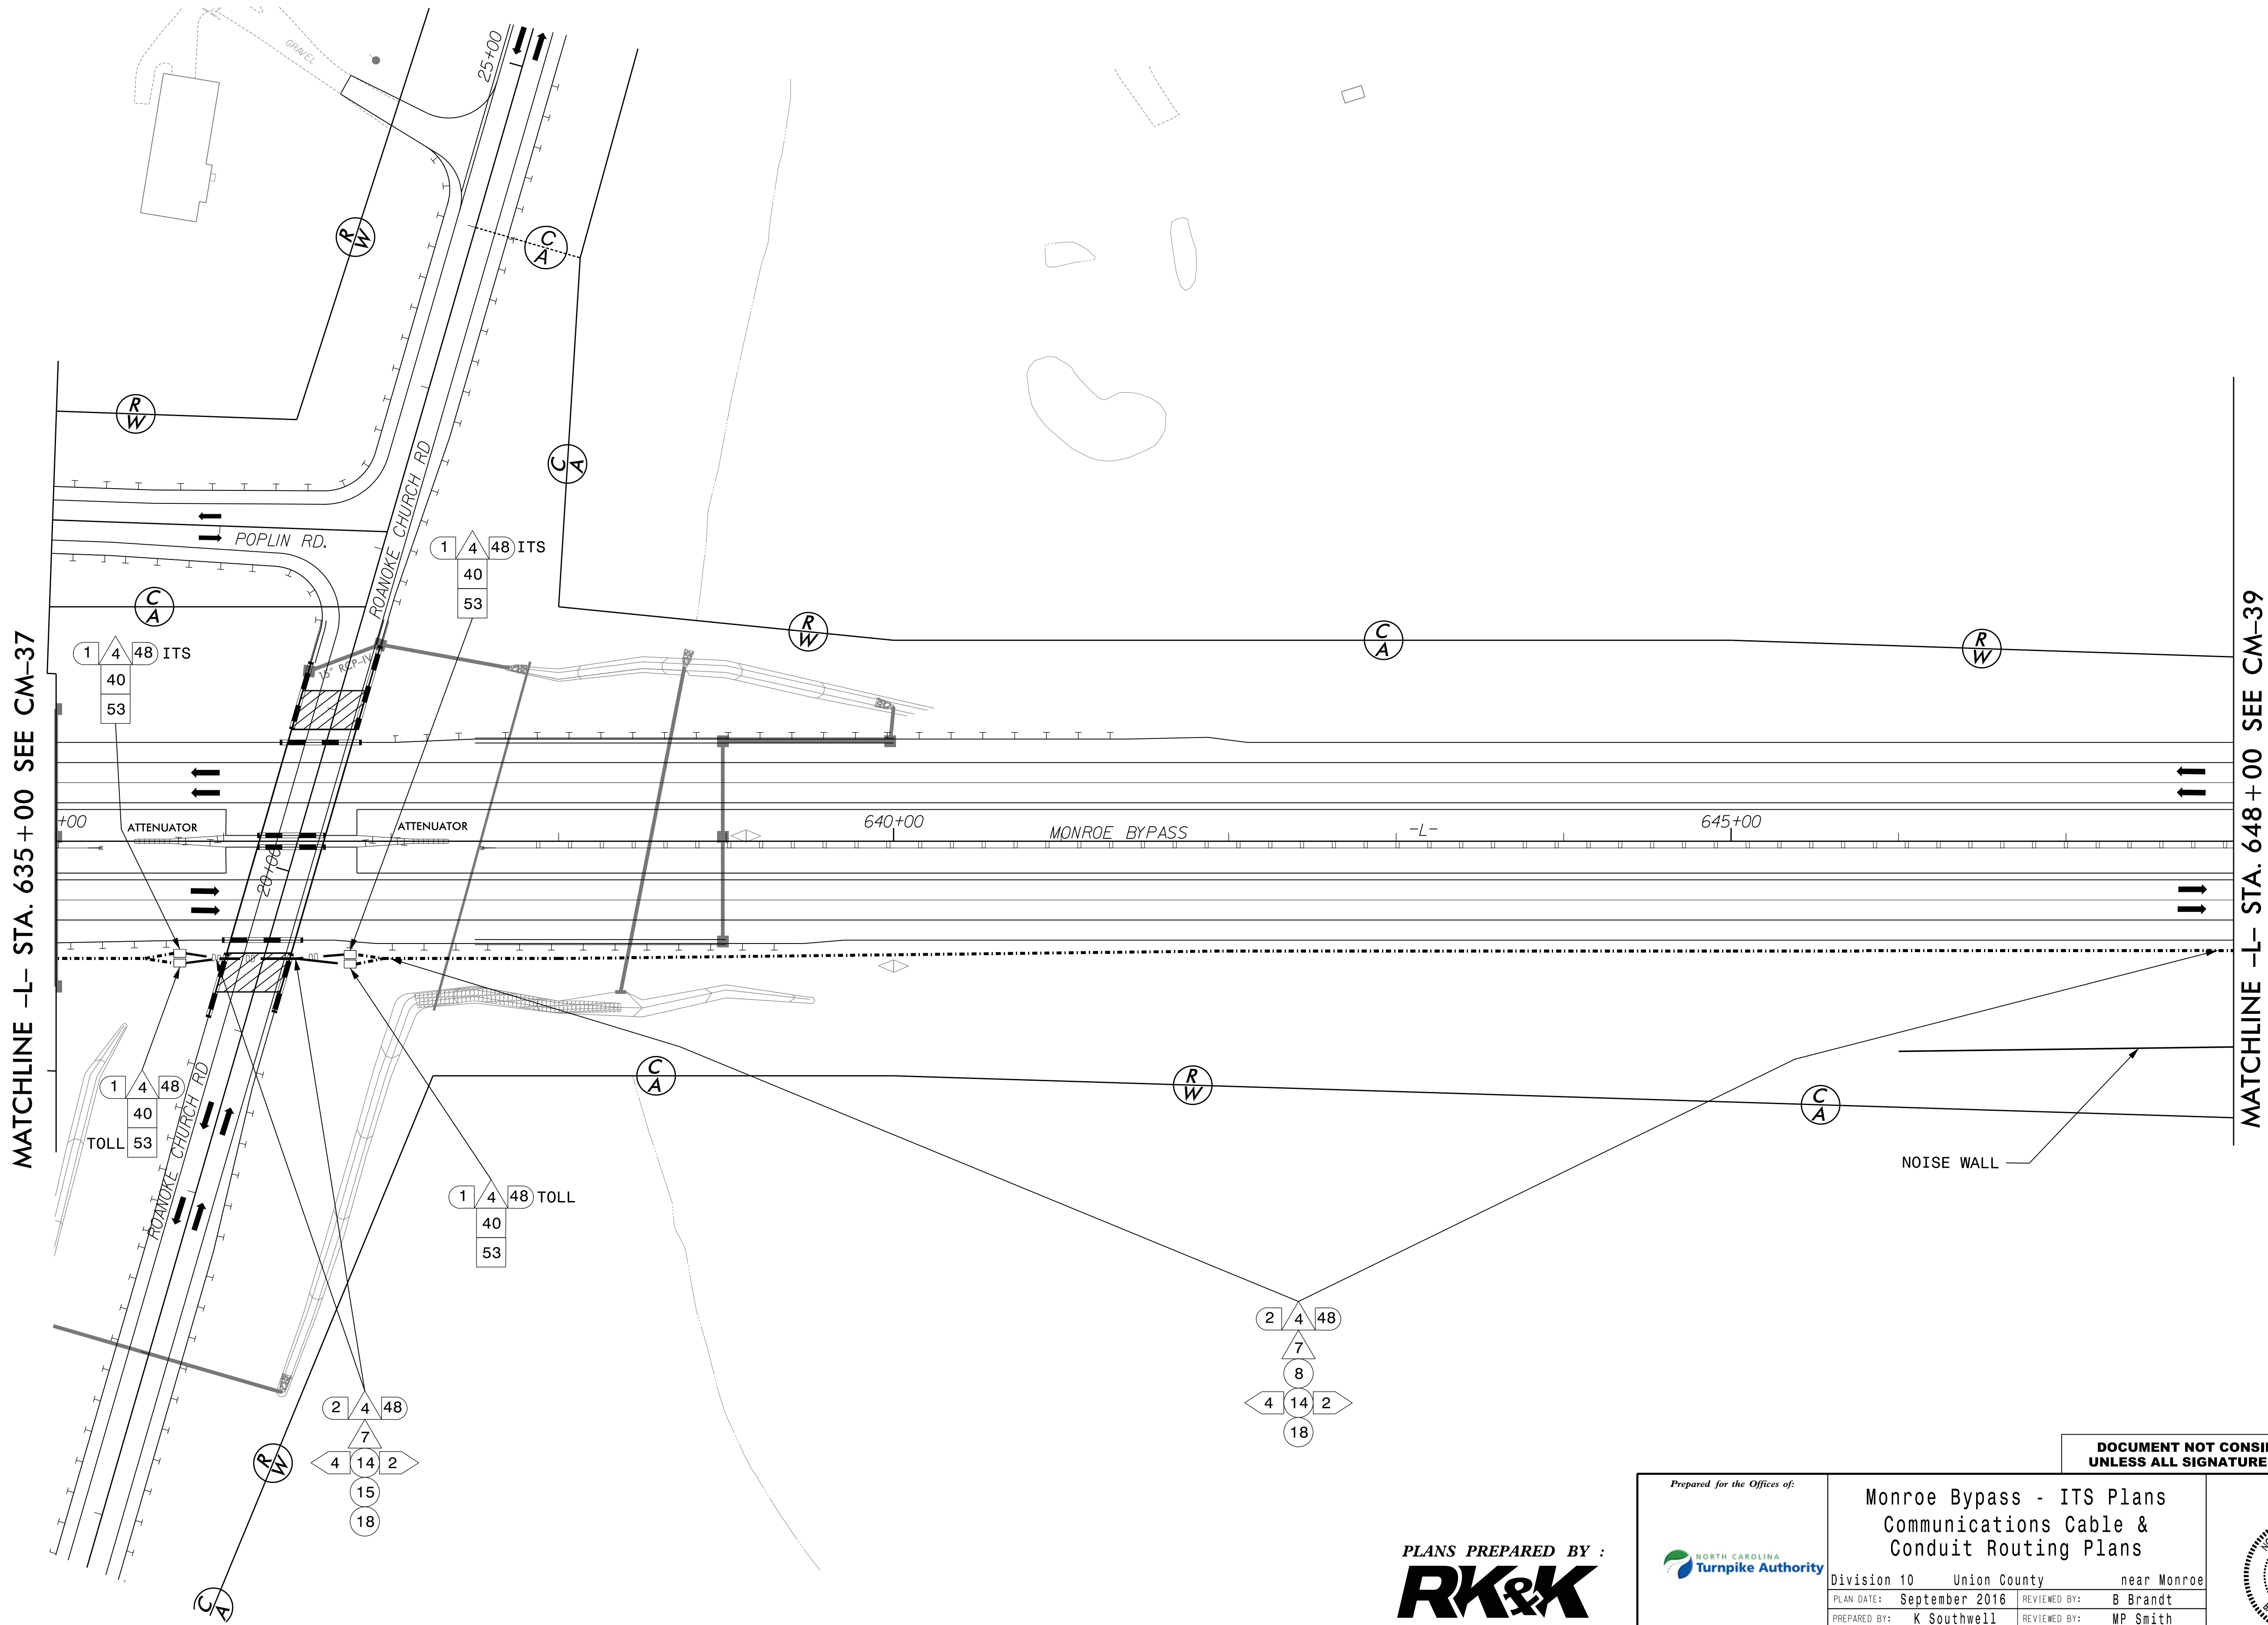 GRAVEL
25+00
R
W
C
A
R
W
C
A
ROANOKE CHURCH RD
POPLIN RD.
1 4 48 ITS
40
53
C
A
1 4 48 ITS
40
53
15" RCP-IV
R
W
C
A
R
W
MATCHLINE -L- STA. 635+00 SEE CM-37
MATCHLINE -L- STA. 648+00 SEE CM-39
+00
ATTENUATOR
ATTENUATOR
640+00
MONROE BYPASS
-L-
645+00
20+00
1 4 48
40
TOLL 53
ROANOKE CHURCH RD
C
A
R
W
C
A
NOISE WALL
1 4 48 TOLL
40
53
2 4 48
7
8
4 14 2
18
2 4 48
7
4 14 2
15
18
R
W
C
A
DOCUMENT NOT CONSI
UNLESS ALL SIGNATURE
PLANS PREPARED BY :
RK&K
Prepared for the Offices of:
NORTH CAROLINA
Turnpike Authority
Monroe Bypass - ITS Plans
Communications Cable &
Conduit Routing Plans
Division 10 Union County near Monroe
PLAN DATE: September 2016 REVIEWED BY: B Brandt
PREPARED BY: K Southwell REVIEWED BY: MP Smith